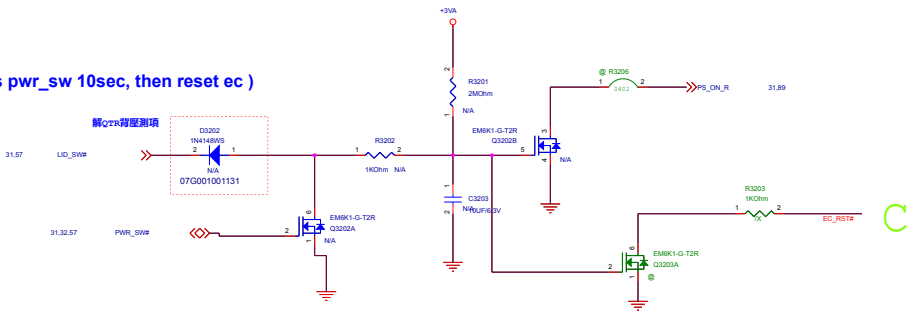 +3VA
s pwr_sw 10sec, then reset ec )
@ R3206
1 2
0402
PS_ON_R 31,89
2
R3201
2MOhm
1 N/A
解QTR背壓測項
D3202
1N4148WS
31,57 LID_SW# 2 1
N/A
07G001001131
R3202
1 2
1KOhm N/A
EM6K1-G-T2R
Q3202B
3
5
4 N/A
1
C3203
N/A
10UF/6.3V
2
R3203
1KOhm
1 2
/X
EC_RST#
C
31,32,57 PWR_SW#
6 EM6K1-G-T2R
Q3202A
2
1 N/A
6 EM6K1-G-T2R
Q3203A
2
1 @